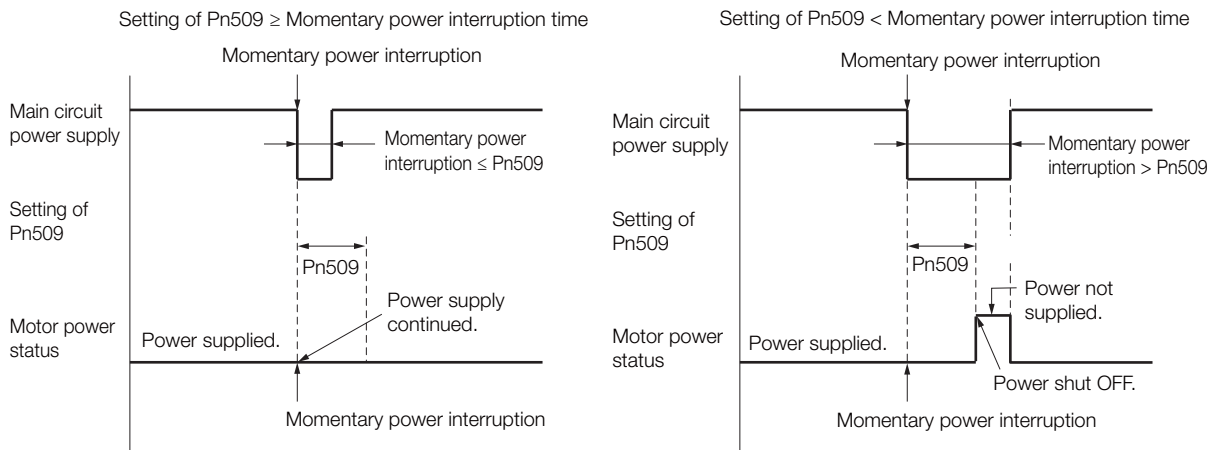 Setting of Pn509 ≥ Momentary power interruption time
Momentary power interruption
Main circuit
power supply
Momentary power
interruption ≤ Pn509
Setting of
Pn509
Pn509
Power supply
continued.
Motor power
status
Power supplied.
Momentary power interruption
Setting of Pn509 < Momentary power interruption time
Momentary power interruption
Main circuit
power supply
Momentary power
interruption > Pn509
Setting of
Pn509
Pn509
Power not
supplied.
Motor power
status
Power supplied.
Power shut OFF.
Momentary power interruption